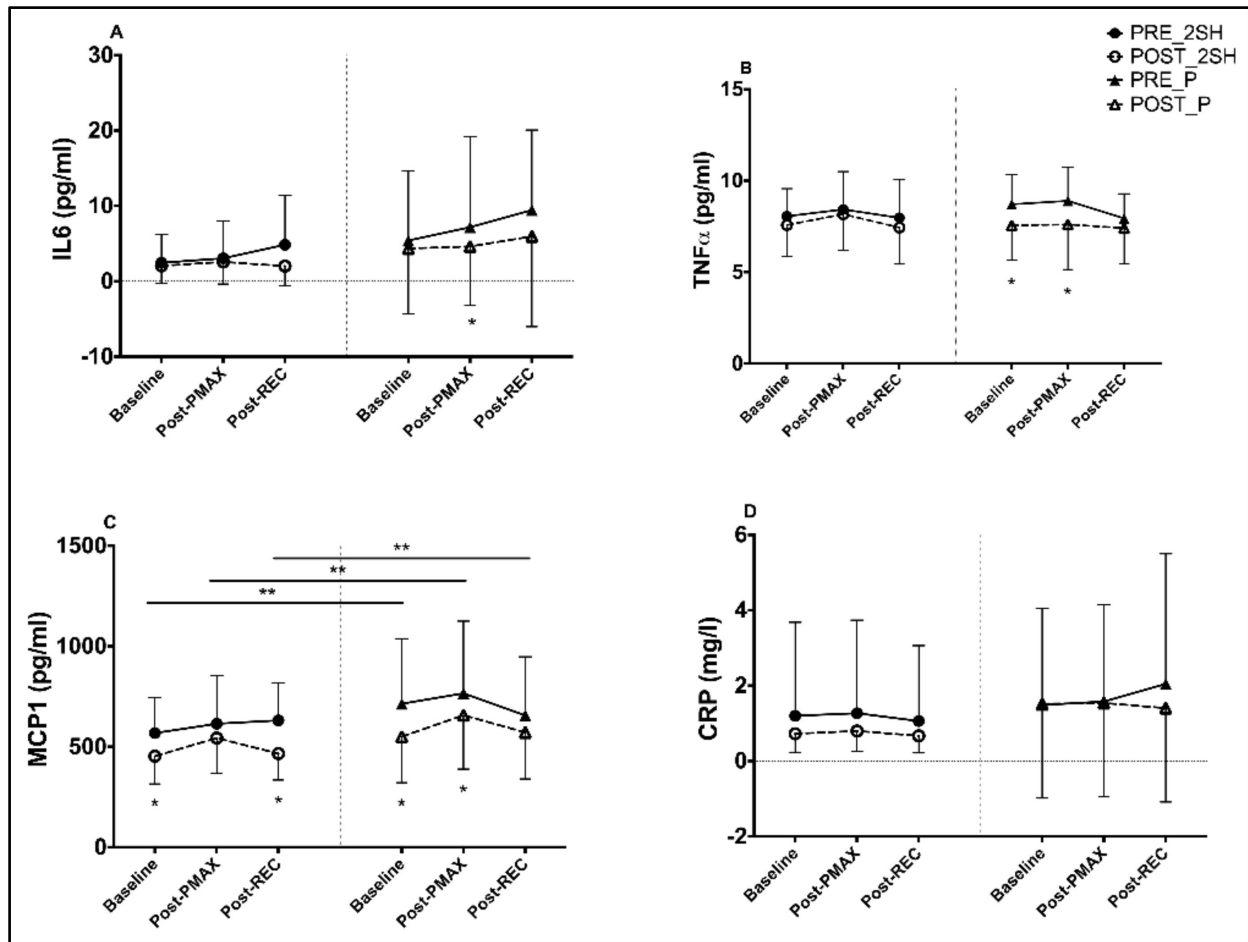 A
30
20
10
0
-10
IL6 (pg/ml)
*
Baseline
Post-PMAX
Post-REC
Baseline
Post-PMAX
Post-REC
PRE_2SH
POST_2SH
PRE_P
POST_P
B
15
10
5
0
TNFα (pg/ml)
* *
Baseline
Post-PMAX
Post-REC
Baseline
Post-PMAX
Post-REC
C
1500
1000
500
0
MCP1 (pg/ml)
**
**
**
* * * *
Baseline
Post-PMAX
Post-REC
Baseline
Post-PMAX
Post-REC
D
6
4
2
0
-2
CRP (mg/l)
Baseline
Post-PMAX
Post-REC
Baseline
Post-PMAX
Post-REC